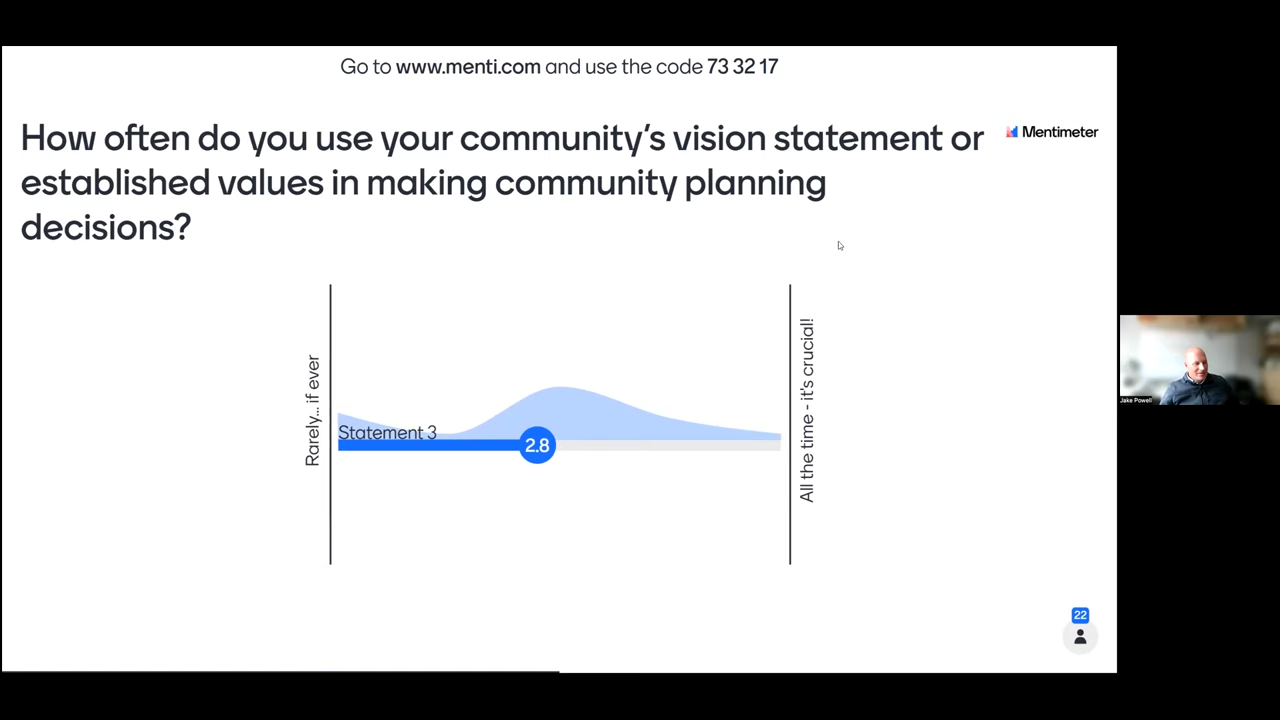 Go to www.menti.com and use the code 73 32 17
How often do you use your community's vision statement or
established values in making community planning
decisions?
Mentimeter
Rarely... if ever
Statement 3
2.8
All the time - it's crucial!
Jake Powell
22